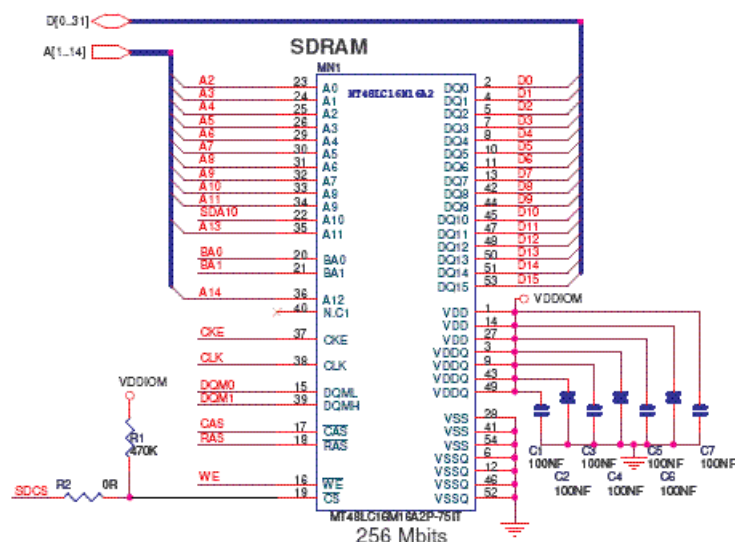 D[0..31]
A[1..14]
SDRAM
MN1
MT48LC16M16A2
A2 23 A0 DQ0 2 D0
A3 24 A1 DQ1 4 D1
A4 25 A2 DQ2 5 D2
A5 26 A3 DQ3 7 D3
A6 29 A4 DQ4 8 D4
A7 30 A5 DQ5 10 D5
A8 31 A6 DQ6 11 D6
A9 32 A7 DQ7 13 D7
A10 33 A8 DQ8 42 D8
A11 34 A9 DQ9 44 D9
SDA10 22 A10 DQ10 45 D10
A13 35 A11 DQ11 47 D11
DQ12 48 D12
BA0 20 BA0 DQ13 50 D13
BA1 21 BA1 DQ14 51 D14
DQ15 53 D15
A14 36 A12
40 N.C1 VDD 1 VDDIOM
VDD 14
CKE 37 CKE VDD 27
VDDQ 3
CLK 38 CLK VDDQ 9
VDDQ 43
DQM0 15 DQML VDDQ 49
DQM1 39 DQMH
VDDIOM
VSS 28
CAS 17 CAS VSS 41
RAS 18 RAS VSS 54
R1
470K
VSSQ 6
VSSQ 12
WE 16 WE VSSQ 46
SDCS R2 0R 19 CS VSSQ 52
C1 C3 C5 C7
100NF 100NF 100NF 100NF
C2 C4 C6
100NF 100NF 100NF
MT48LC16M16A2P-75IT
256 Mbits